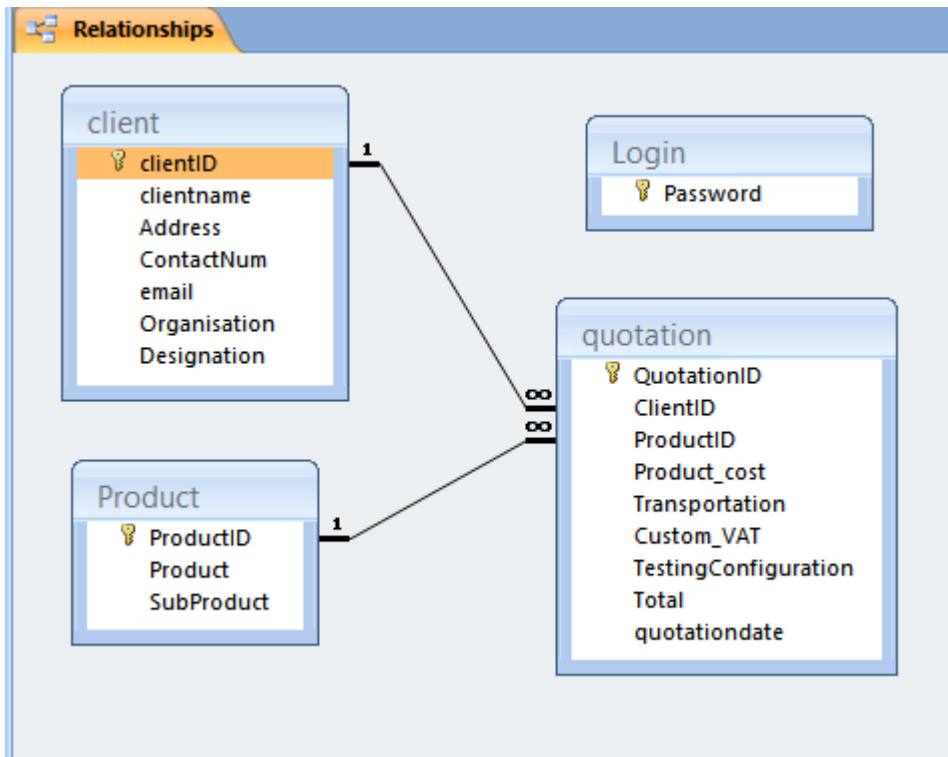 Relationships
client
clientID
clientname
Address
ContactNum
email
Organisation
Designation
1
Login
Password
quotation
QuotationID
ClientID
ProductID
Product_cost
Transportation
Custom_VAT
TestingConfiguration
Total
quotationdate
∞
∞
Product
ProductID
Product
SubProduct
1